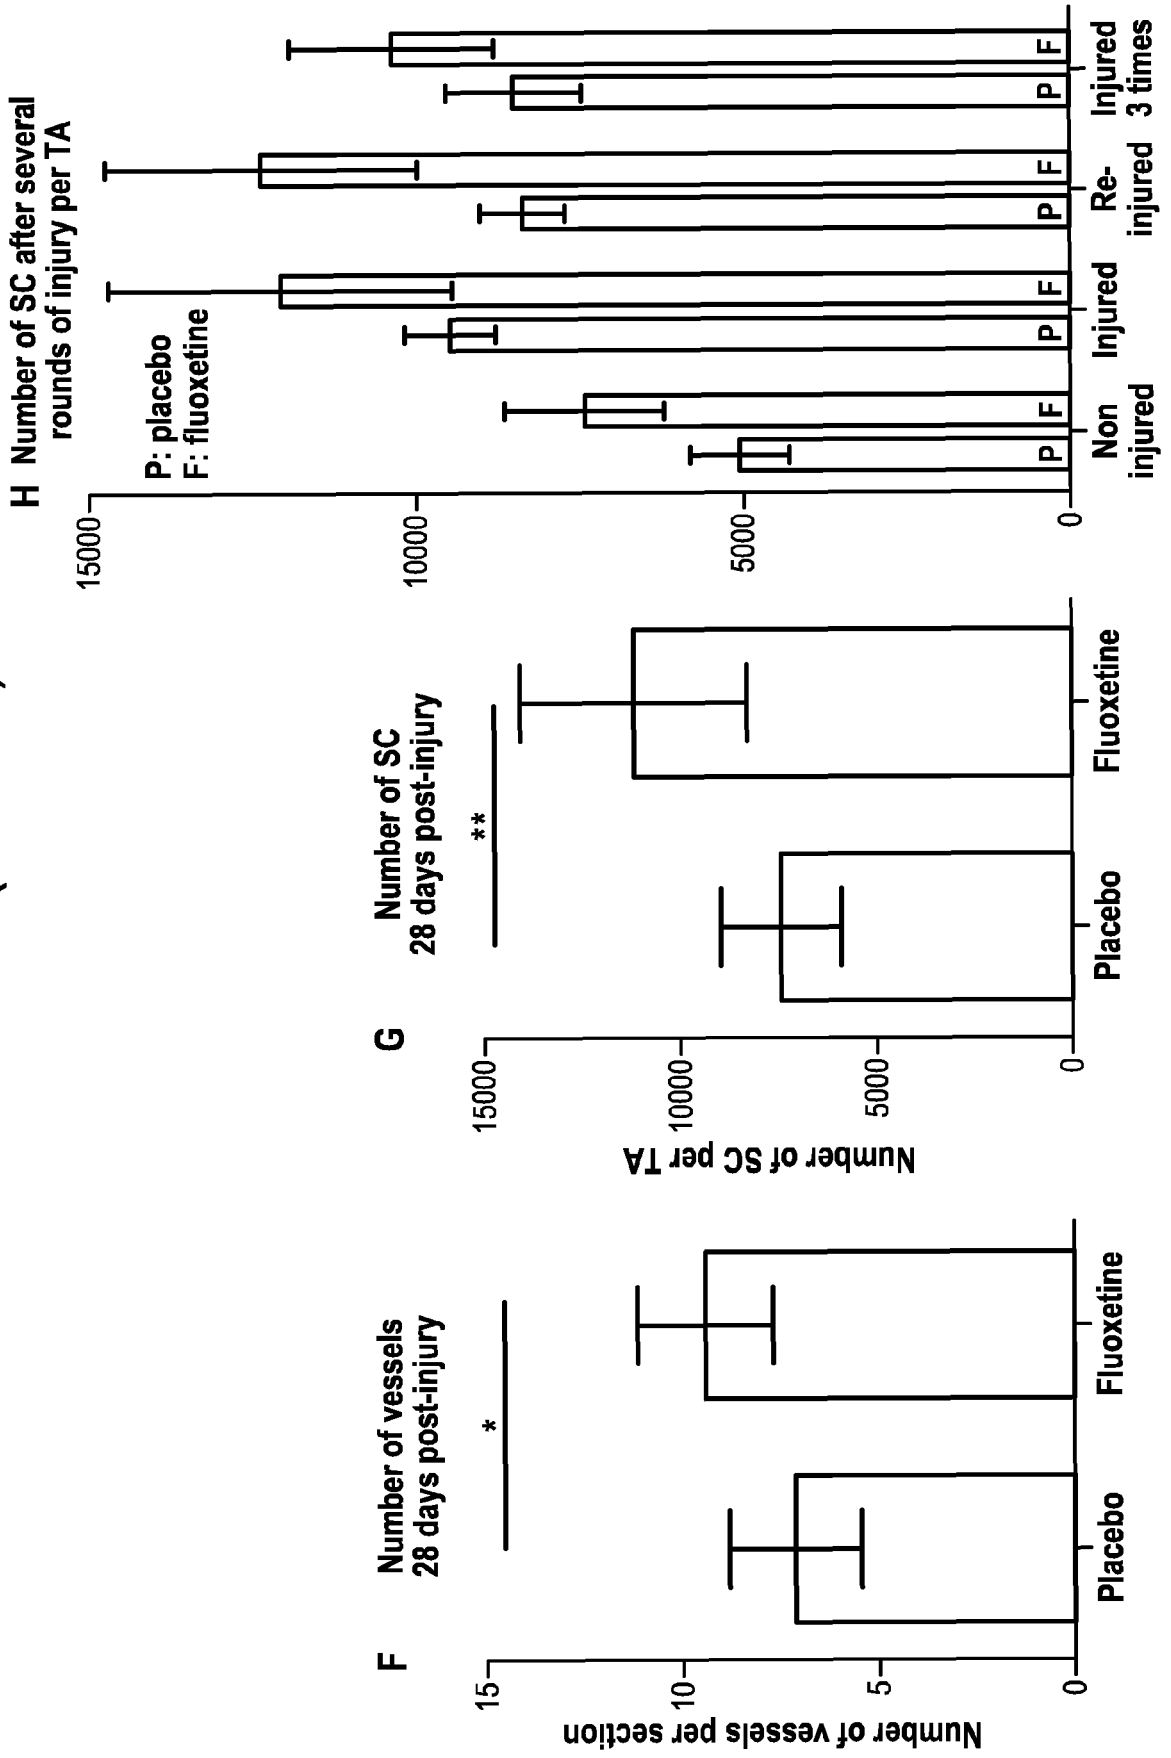 F Number of vessels
28 days post-injury
*
Number of vessels per section
15
10
5
0
Placebo
Fluoxetine
G Number of SC
28 days post-injury
**
Number of SC per TA
15000
10000
5000
0
Placebo
Fluoxetine
H Number of SC after several
rounds of injury per TA
P: placebo
F: fluoxetine
15000
10000
5000
0
P F P F P F P F
Non
injured
Injured
Re-
injured
Injured
3 times